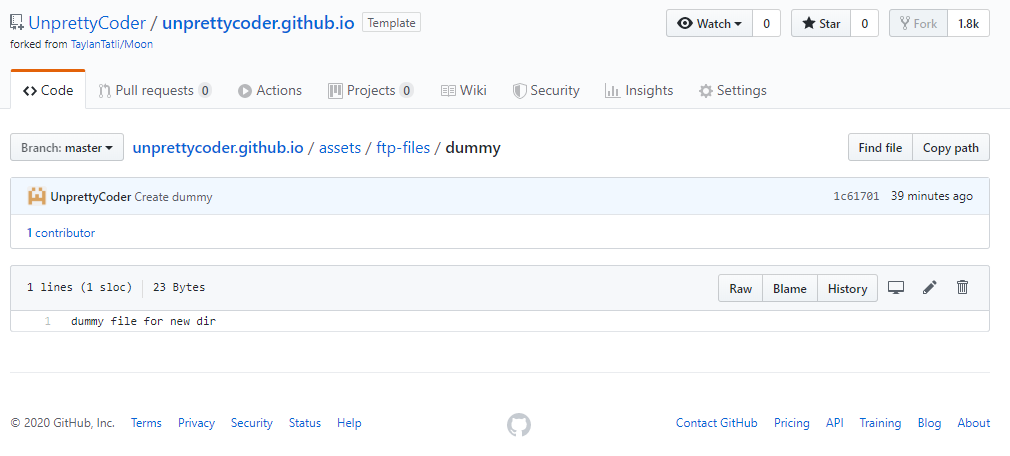 UnprettyCoder / unprettycoder.github.io Template Watch 0 Star 0 Fork 1.8k
forked from TaylanTatli/Moon
Code Pull requests 0 Actions Projects 0 Wiki Security Insights Settings
Branch: master unprettycoder.github.io / assets / ftp-files / dummy Find file Copy path
UnprettyCoder Create dummy 1c61701 39 minutes ago
1 contributor
1 lines (1 sloc) 23 Bytes Raw Blame History
1 dummy file for new dir
© 2020 GitHub, Inc. Terms Privacy Security Status Help Contact GitHub Pricing API Training Blog About